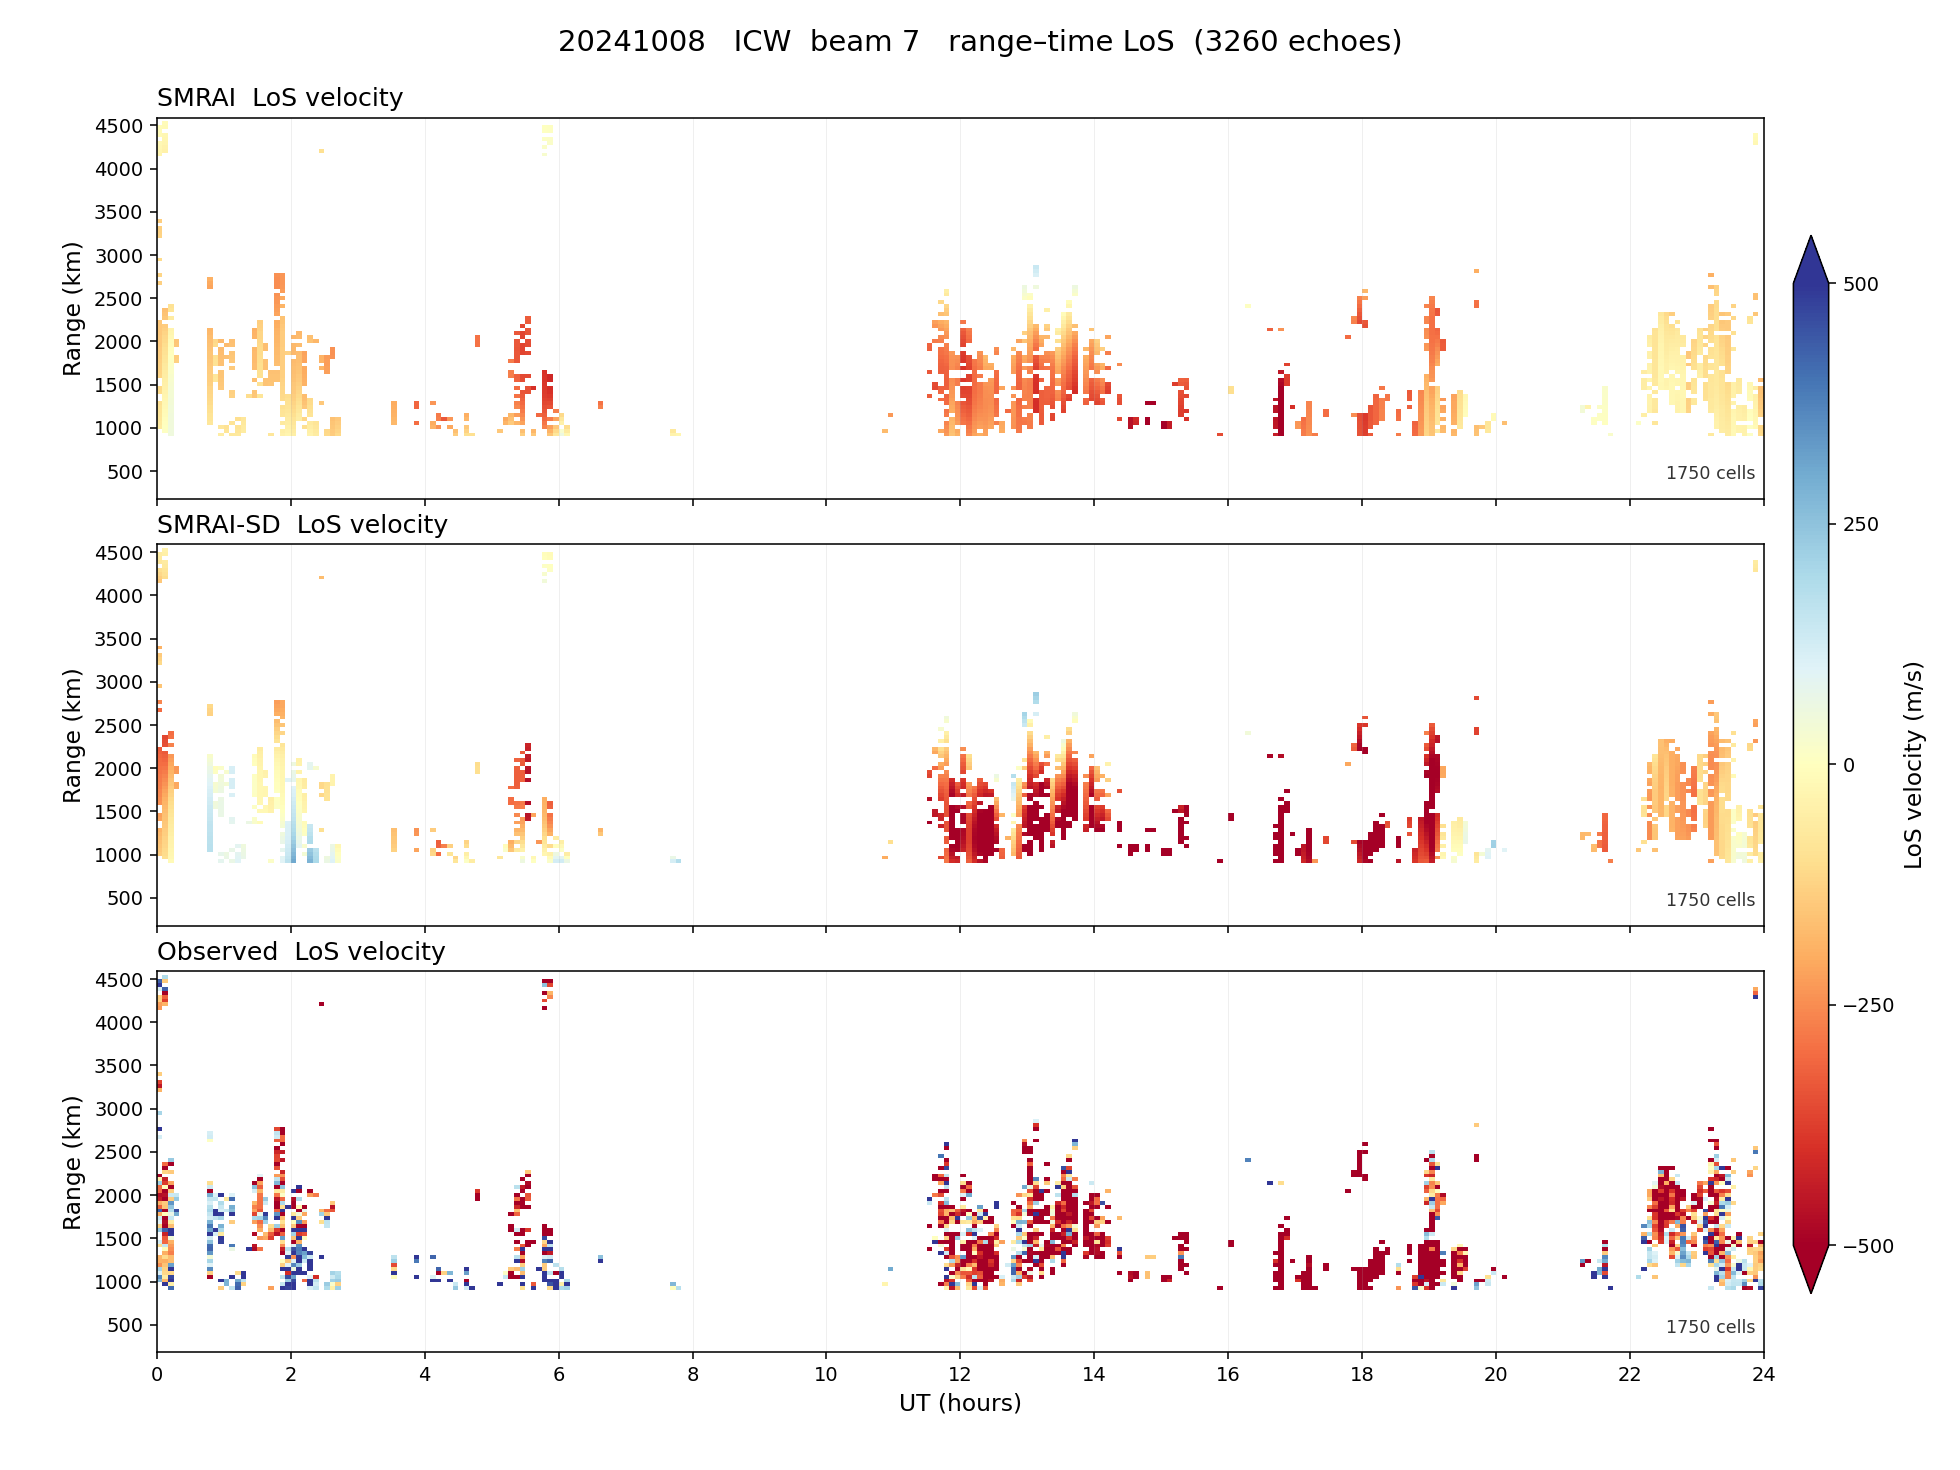 20241008   ICW  beam 7   range–time LoS  (3260 echoes)
SMRAI  LoS velocity
4500
4000
3500
3000
2500
2000
1500
1000
500
Range (km)
1750 cells
SMRAI-SD  LoS velocity
4500
4000
3500
3000
2500
2000
1500
1000
500
Range (km)
1750 cells
Observed  LoS velocity
4500
4000
3500
3000
2500
2000
1500
1000
500
Range (km)
1750 cells
0 2 4 6 8 10 12 14 16 18 20 22 24
UT (hours)
500
250
0
−250
−500
LoS velocity (m/s)